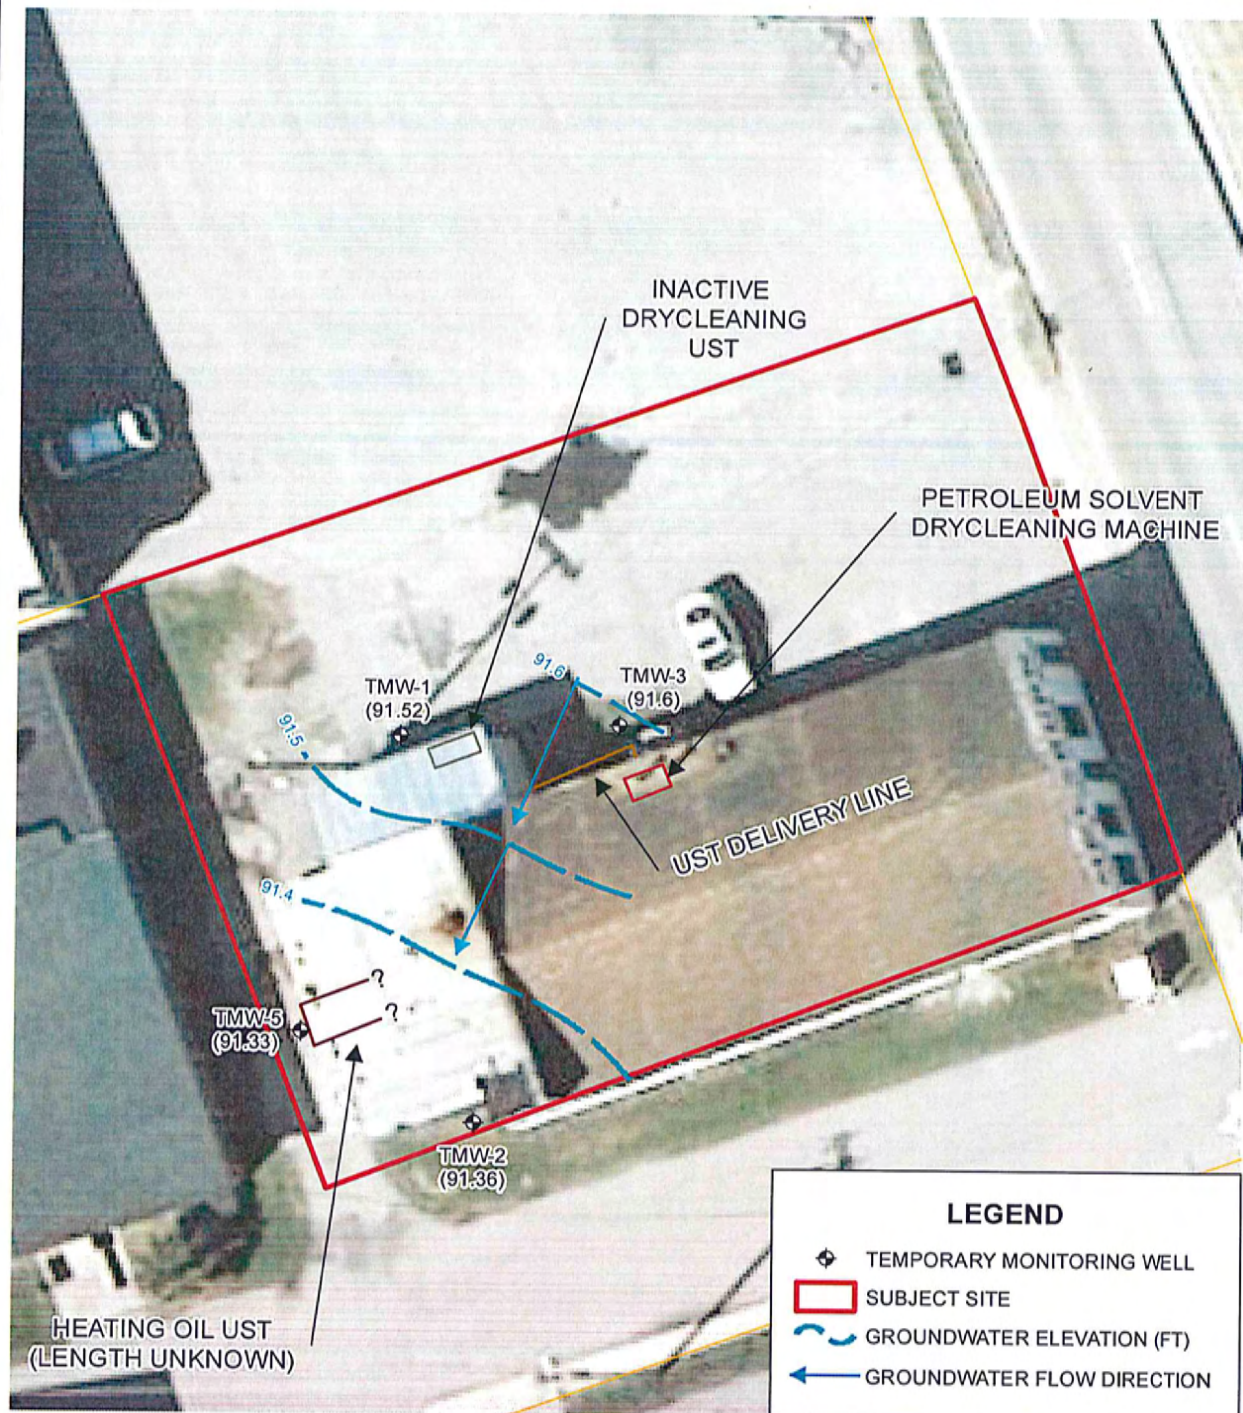 INACTIVE
DRYCLEANING
UST
PETROLEUM SOLVENT
DRYCLEANING MACHINE
91.6
TMW-3
(91.6)
TMW-1
(91.52)
91.5
UST DELIVERY LINE
91.4
?
?
TMW-5
(91.33)
TMW-2
(91.36)
HEATING OIL UST
(LENGTH UNKNOWN)
LEGEND
TEMPORARY MONITORING WELL
SUBJECT SITE
GROUNDWATER ELEVATION (FT)
GROUNDWATER FLOW DIRECTION